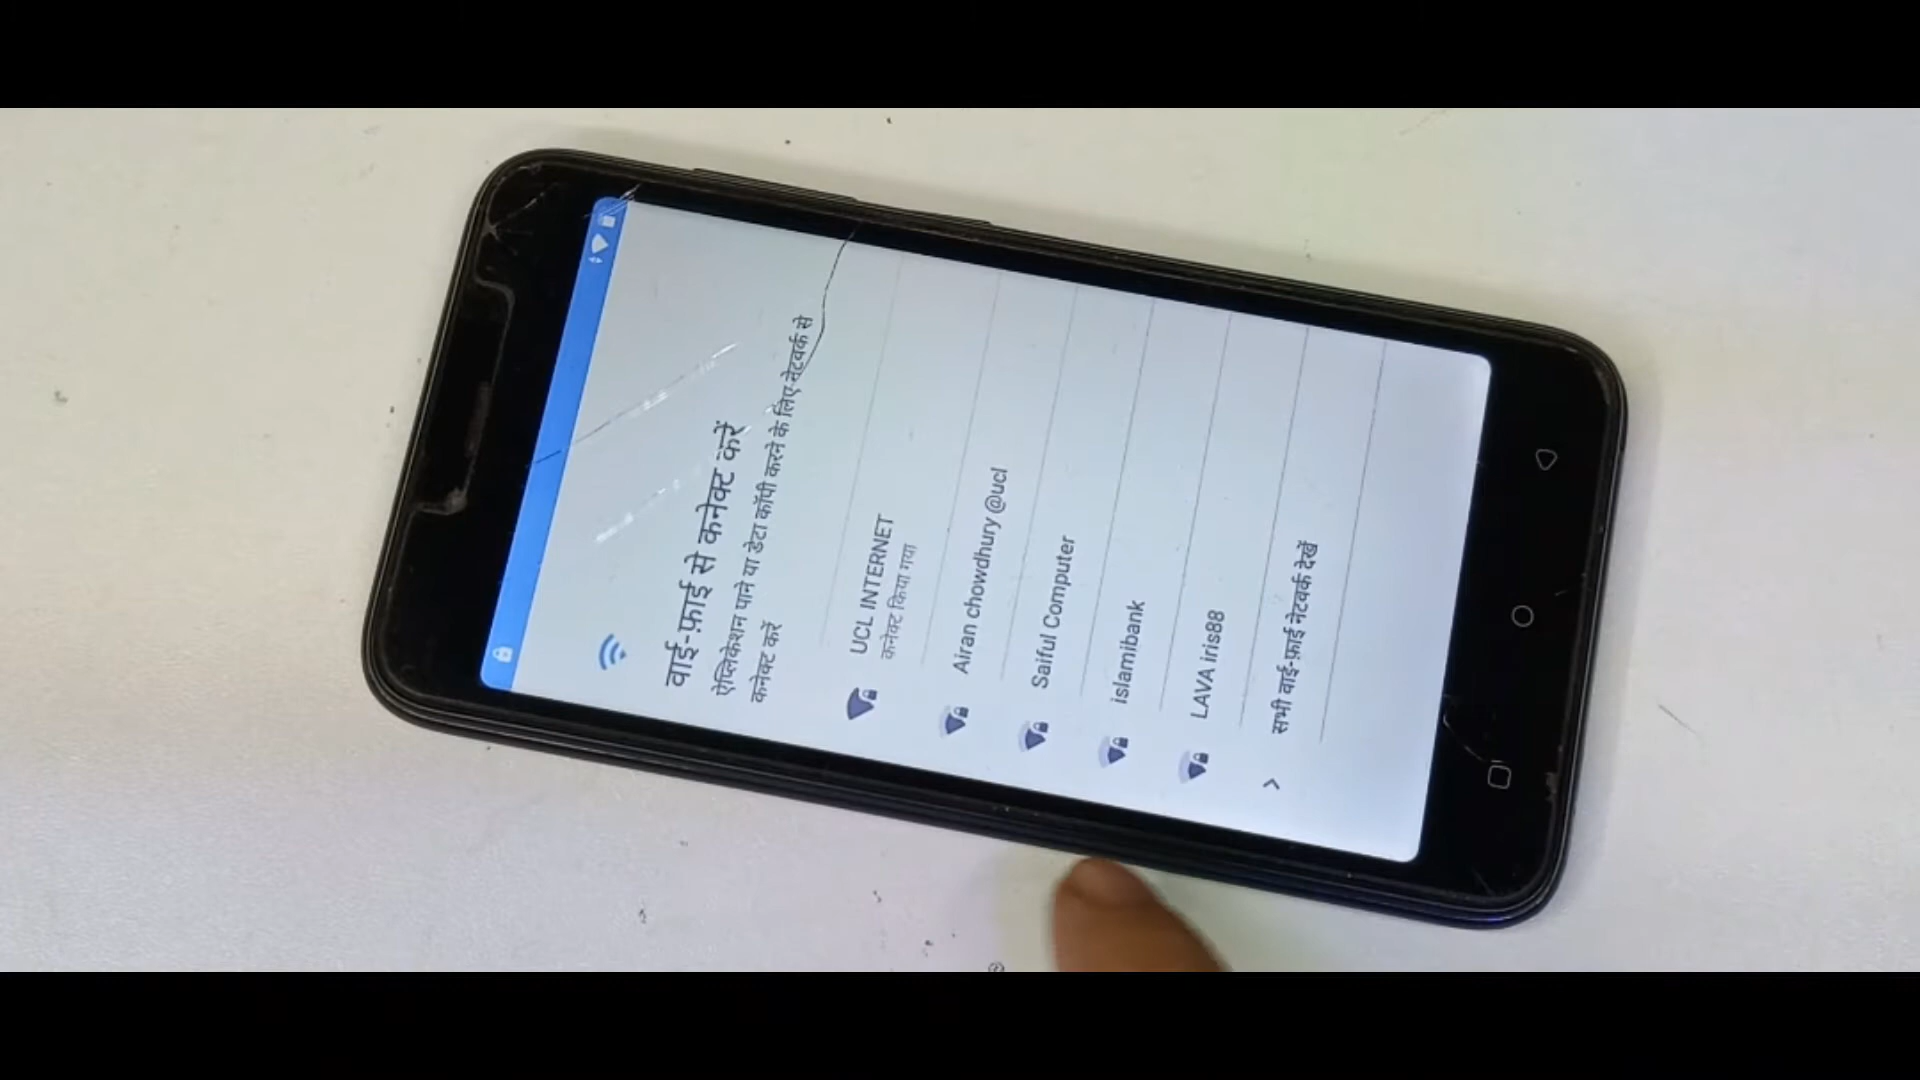 वाई-फ़ाई से कनेक्ट करें
ऐप्लिकेशन पाने या डेटा कॉपी करने के लिए नेटवर्क से
कनेक्ट करें
UCL INTERNET
कनेक्ट किया गया
Airan chowdhury @ucl
Saiful Computer
islamibank
LAVA iris88
सभी वाई-फ़ाई नेटवर्क देखें